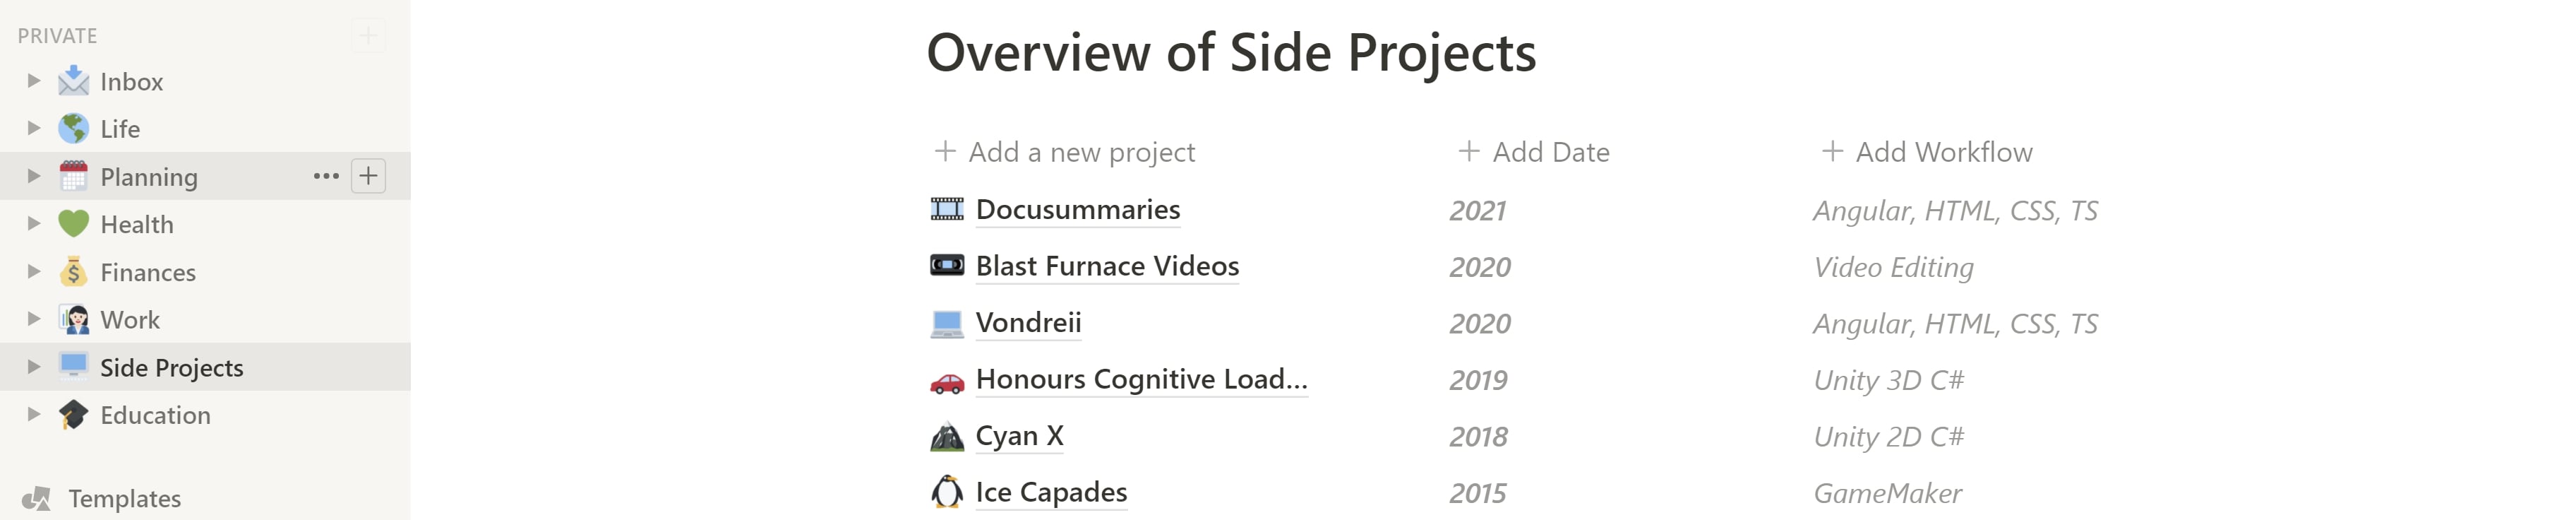 PRIVATE
Inbox
Life
Planning
Health
Finances
Work
Side Projects
Education
Templates
Overview of Side Projects
Add a new project Add Date Add Workflow
Docusummaries 2021 Angular, HTML, CSS, TS
Blast Furnace Videos 2020 Video Editing
Vondreii 2020 Angular, HTML, CSS, TS
Honours Cognitive Load... 2019 Unity 3D C#
Cyan X 2018 Unity 2D C#
Ice Capades 2015 GameMaker